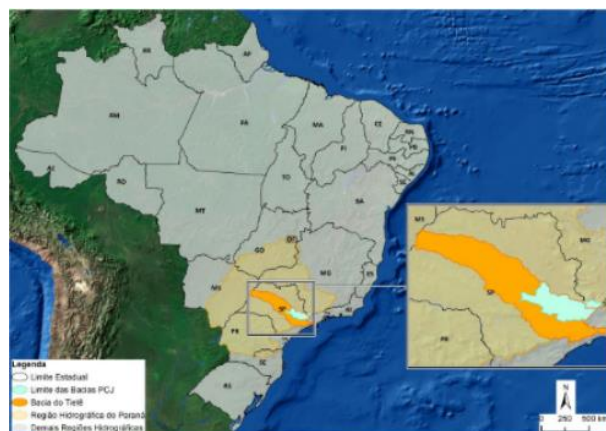 RR
AP
AM
PA
MA
CE
RN
PB
PI
AC
RO
TO
MT
BA
GO
DF
MG
ES
MS
SP
RJ
PR
SC
RS
MS
MG
SP
PR
Legenda
Limite Estadual
Limite das Bacias PCJ
Bacia do Tietê
Região Hidrográfica do Paraná
Demais Regiões Hidrográficas
N
0 250 500 km